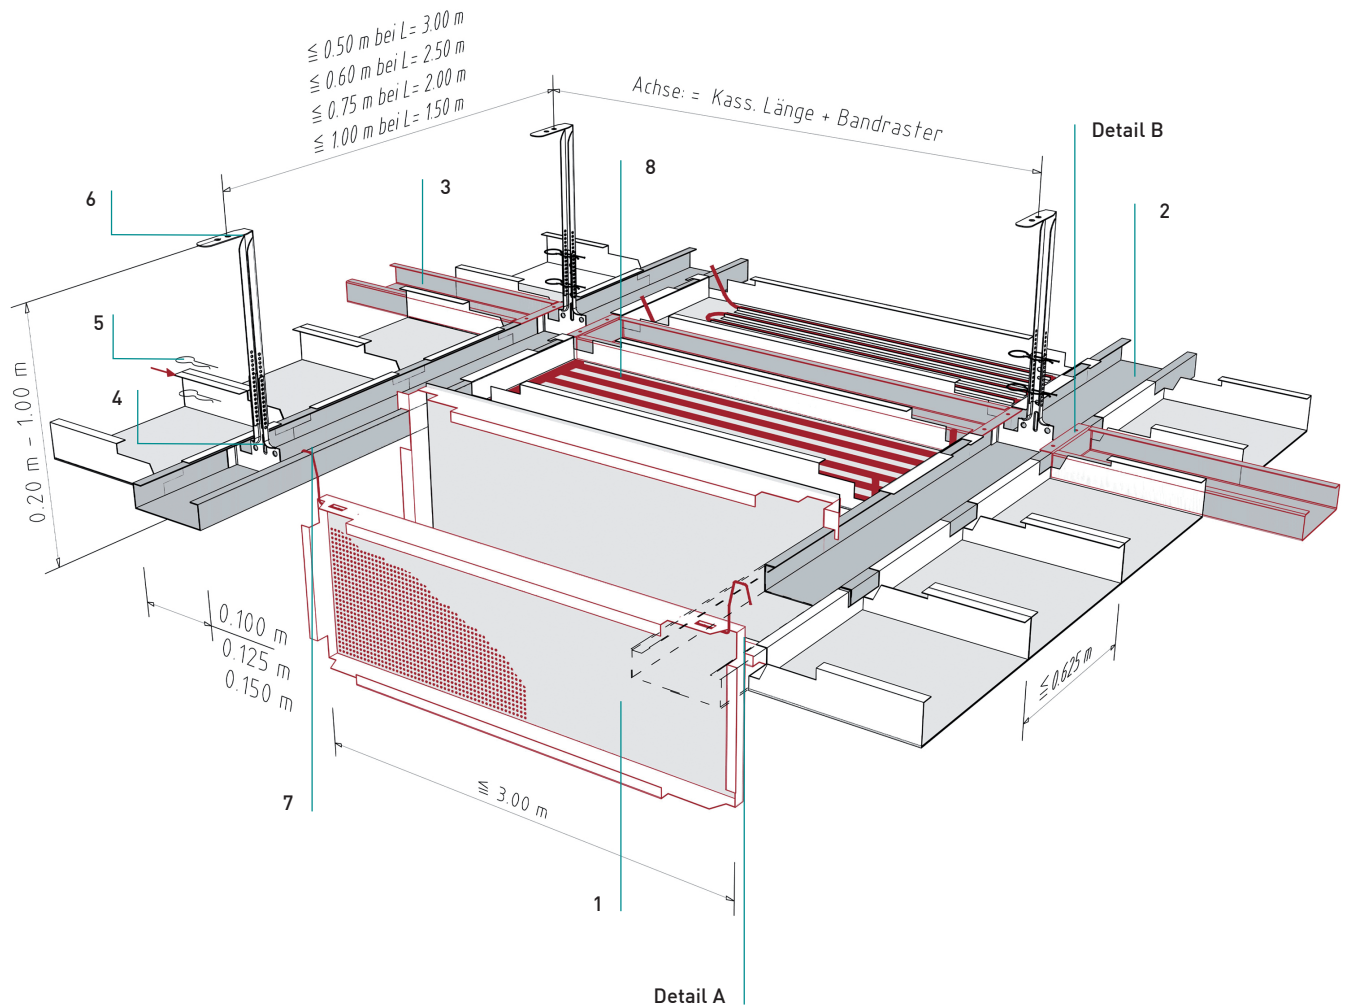 ≦ 0.50 m bei L= 3.00 m
≦ 0.60 m bei L= 2.50 m
≦ 0.75 m bei L= 2.00 m
≦ 1.00 m bei L= 1.50 m
Achse: = Kass. Länge + Bandraster
Detail B
8
3
2
6
5
4
0.20 m – 1.00 m
0.100 m
0.125 m
0.150 m
≦ 0.625 m
7
≦ 3.00 m
1
Detail A